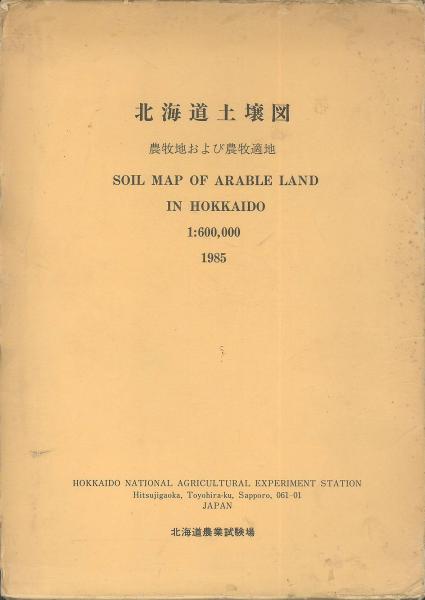 北海道土壌図
農牧地および農牧適地
SOIL MAP OF ARABLE LAND
IN HOKKAIDO
1:600,000
1985
HOKKAIDO NATIONAL AGRICULTURAL EXPERIMENT STATION
Hitsujigaoka, Toyohira-ku, Sapporo, 061-01
JAPAN
北海道農業試験場